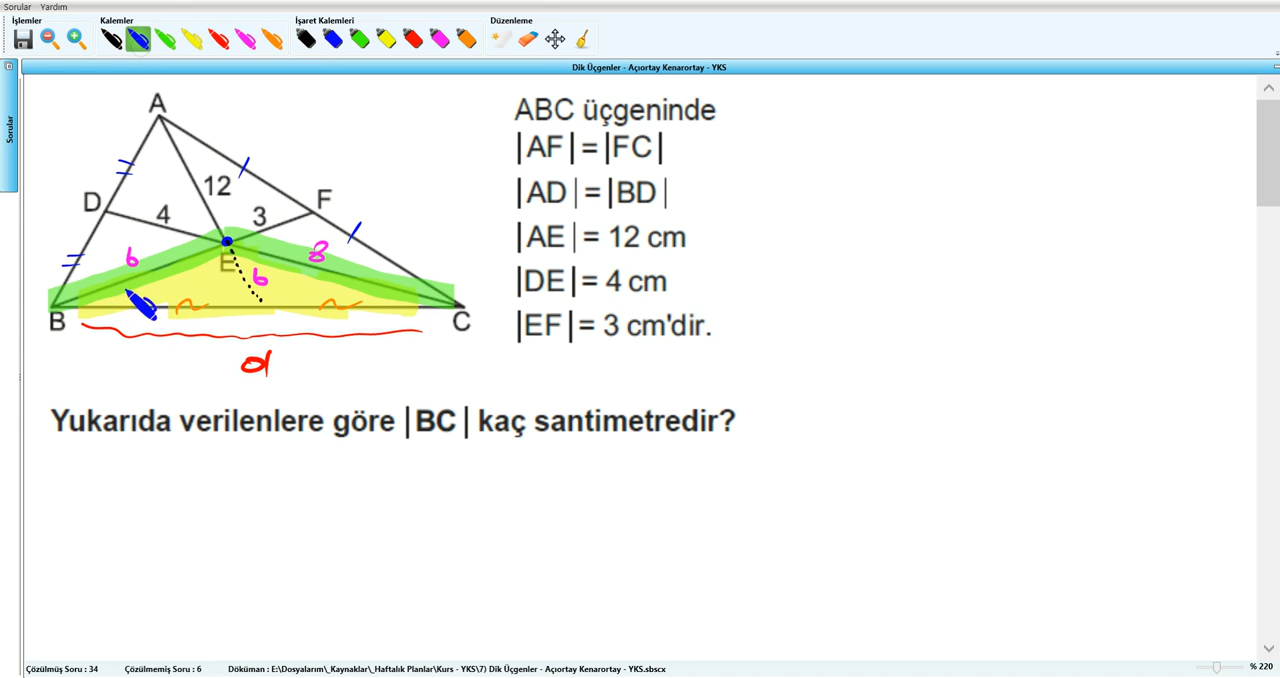 Sorular Yardım
İşlemler Kalemler İşaret Kalemleri Düzenleme
Dik Üçgenler - Açıortay Kenarortay - YKS
Sorular
A
D
F
12
4
3
E
6
8
6
B
C
a
ABC üçgeninde
|AF| = |FC|
|AD| = |BD|
|AE| = 12 cm
|DE| = 4 cm
|EF| = 3 cm'dir.
Yukarıda verilenlere göre |BC| kaç santimetredir?
Çözülmüş Soru : 34 Çözülmemiş Soru : 6 Döküman : E:\Dosyalarım\_Kaynaklar\_Haftalık Planlar\Kurs - YKS\7) Dik Üçgenler - Açıortay Kenarortay - YKS.sbscx % 220